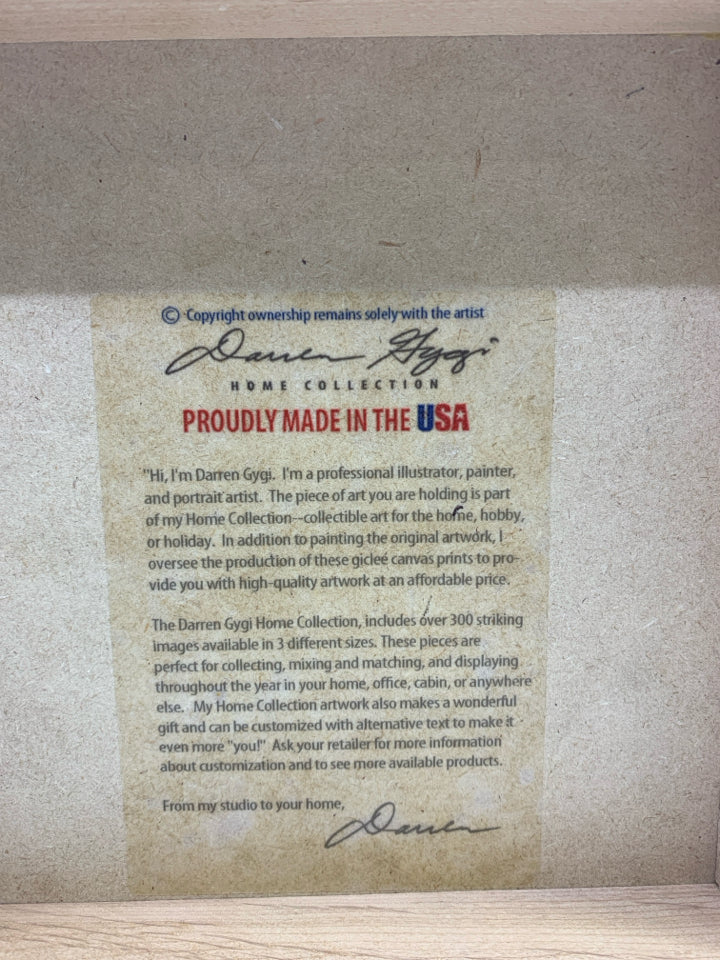 © Copyright ownership remains solely with the artist
Darren Gygi
HOME COLLECTION
PROUDLY MADE IN THE USA
"Hi, I'm Darren Gygi. I'm a professional illustrator, painter,
and portrait artist. The piece of art you are holding is part
of my Home Collection--collectible art for the home, hobby,
or holiday. In addition to painting the original artwork, I
oversee the production of these gicleé canvas prints to pro-
vide you with high-quality artwork at an affordable price.
The Darren Gygi Home Collection, includes over 300 striking
images available in 3 different sizes. These pieces are
perfect for collecting, mixing and matching, and displaying
throughout the year in your home, office, cabin, or anywhere
else. My Home Collection artwork also makes a wonderful
gift and can be customized with alternative text to make it
even more "you!" Ask your retailer for more information
about customization and to see more available products.
From my studio to your home,
Darren